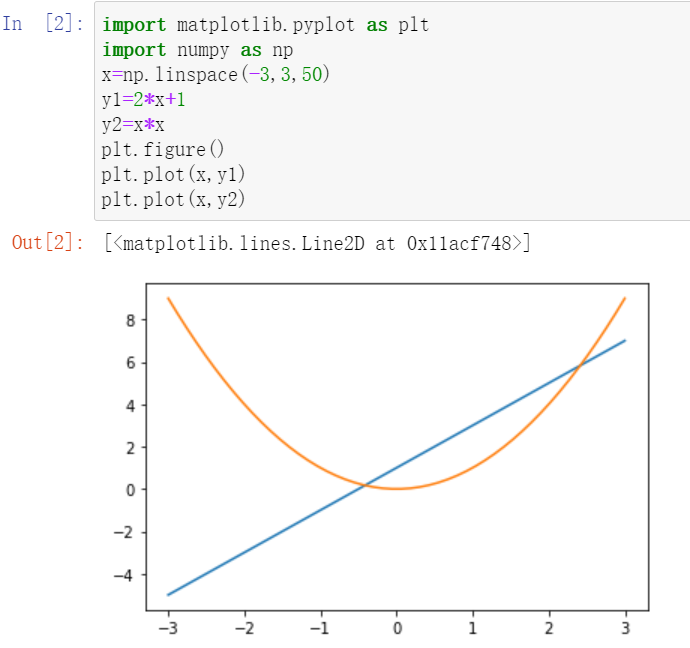 In [2]:
import matplotlib.pyplot as plt
import numpy as np
x=np.linspace(-3,3,50)
y1=2*x+1
y2=x*x
plt.figure()
plt.plot(x,y1)
plt.plot(x,y2)
Out[2]:
[<matplotlib.lines.Line2D at 0x11acf748>]
8
6
4
2
0
−2
−4
−3 −2 −1 0 1 2 3